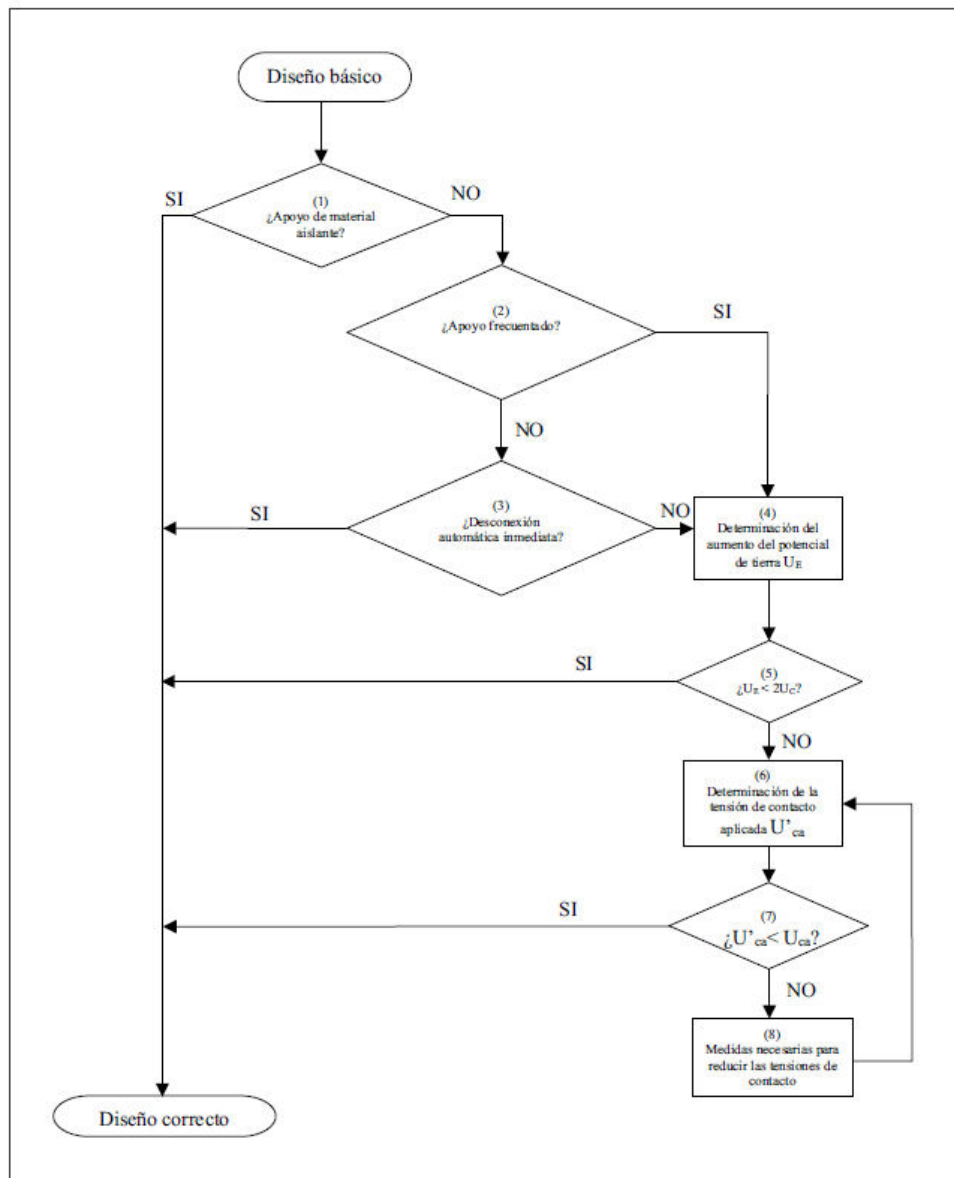 Diseño básico
SI
NO
(1)
¿Apoyo de material
aislante?
(2)
¿Apoyo frecuentado?
SI
NO
(3)
¿Desconexión
automática inmediata?
SI
NO
(4)
Determinación del
aumento del potencial
de tierra UE
SI
(5)
¿UE < 2UC?
NO
(6)
Determinación de la
tensión de contacto
aplicada U'ca
SI
(7)
¿U'ca< Uca?
NO
(8)
Medidas necesarias para
reducir las tensiones de
contacto
Diseño correcto